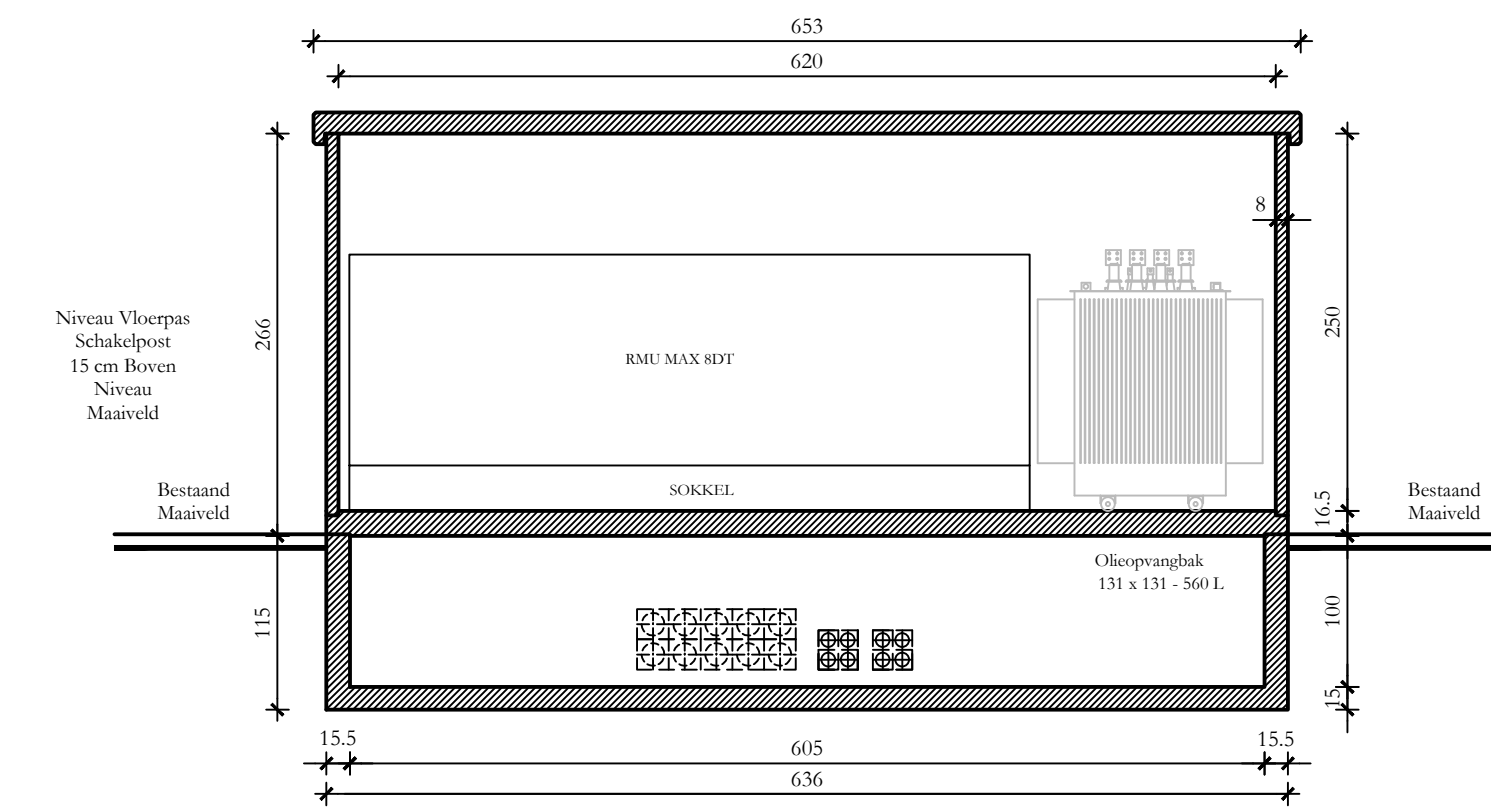 653
620
8
Niveau Vloerpas
Schakelpost
15 cm Boven
Niveau
Maaiveld
266
250
RMU MAX 8DT
SOKKEL
Bestaand
Maaiveld
16.5
Bestaand
Maaiveld
Olieopvangbak
131 x 131 - 560 L
115
100
15
15.5
605
15.5
636